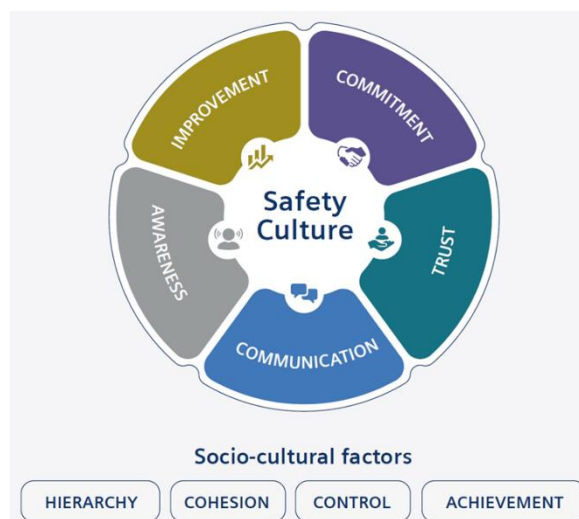 IMPROVEMENT
COMMITMENT
Safety
Culture
AWARENESS
TRUST
COMMUNICATION
Socio-cultural factors
HIERARCHY
COHESION
CONTROL
ACHIEVEMENT